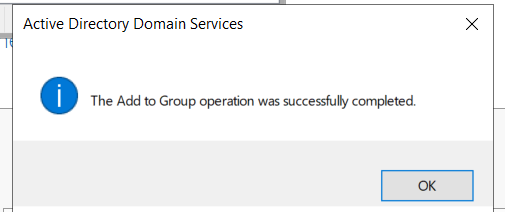 Active Directory Domain Services
The Add to Group operation was successfully completed.
OK